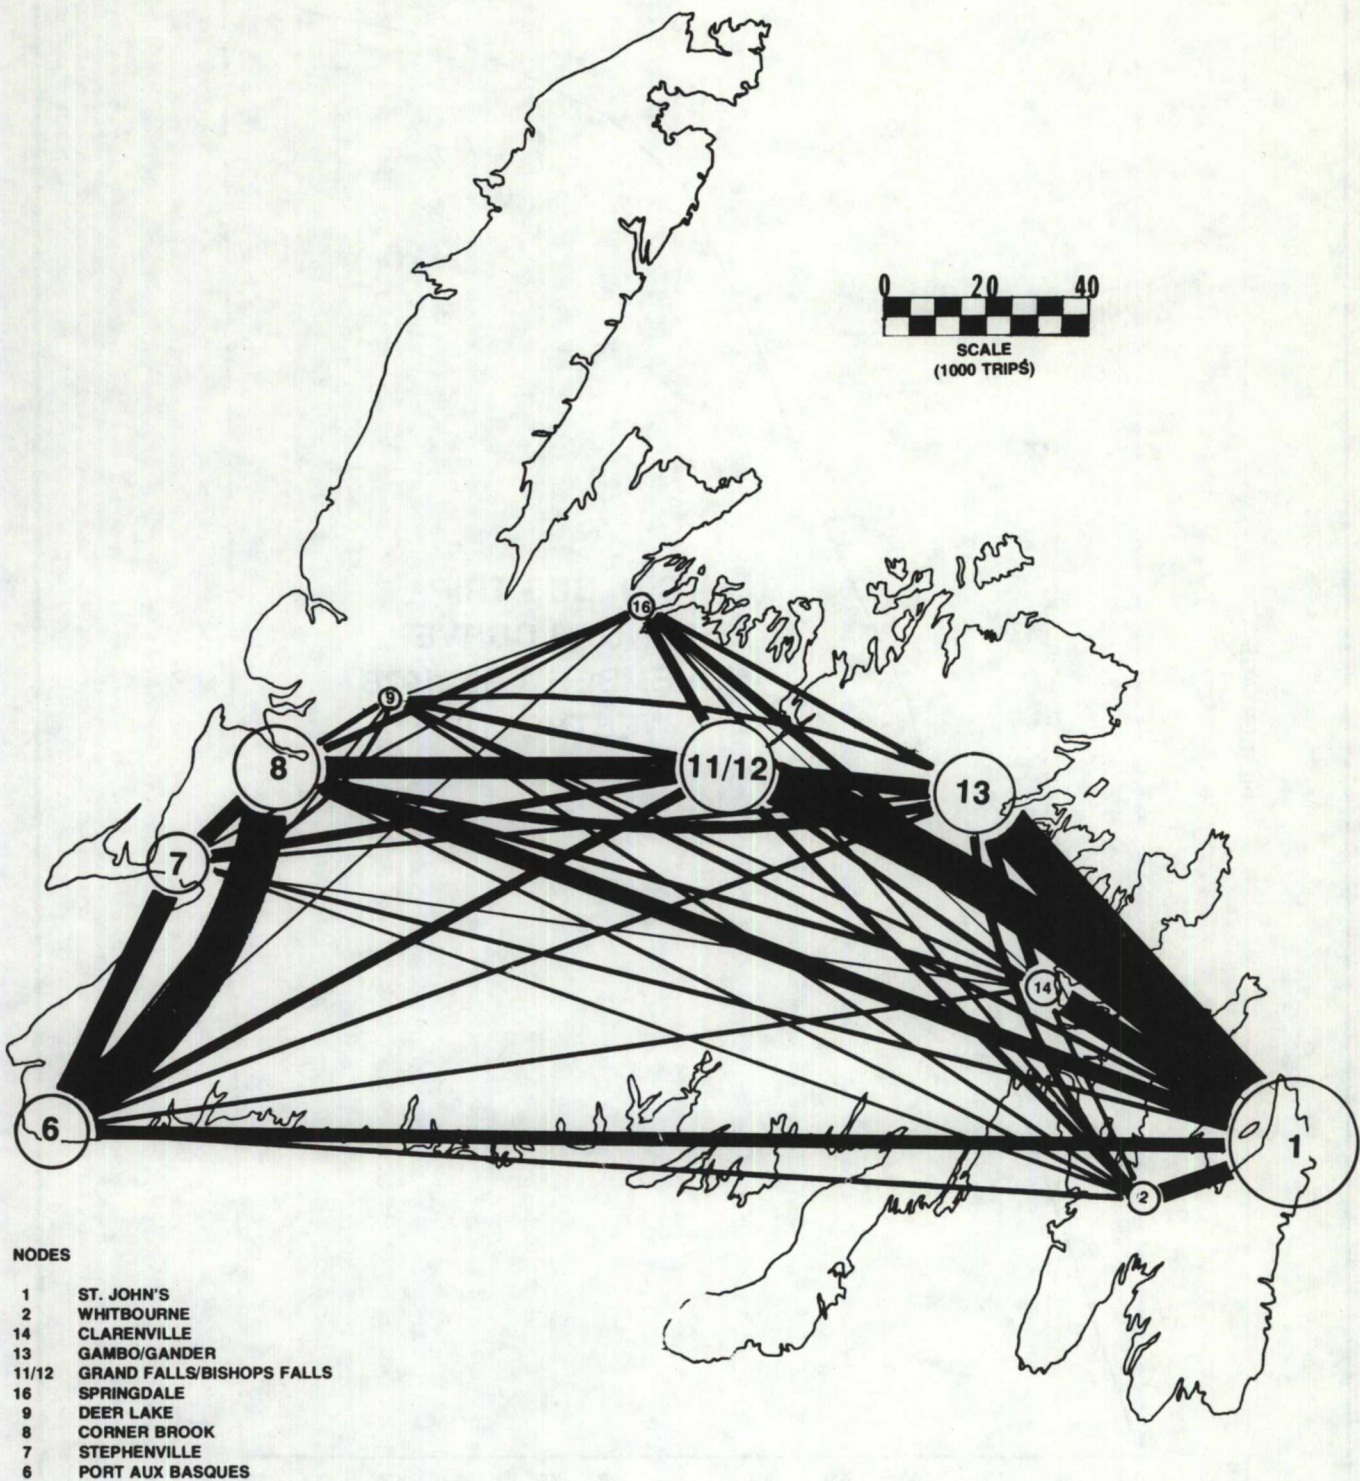 0 20 40
SCALE
(1000 TRIPS)
16
9
8
11/12
13
7
14
6
1
2
NODES
1 ST. JOHN'S
2 WHITBOURNE
14 CLARENVILLE
13 GAMBO/GANDER
11/12 GRAND FALLS/BISHOPS FALLS
16 SPRINGDALE
9 DEER LAKE
8 CORNER BROOK
7 STEPHENVILLE
6 PORT AUX BASQUES